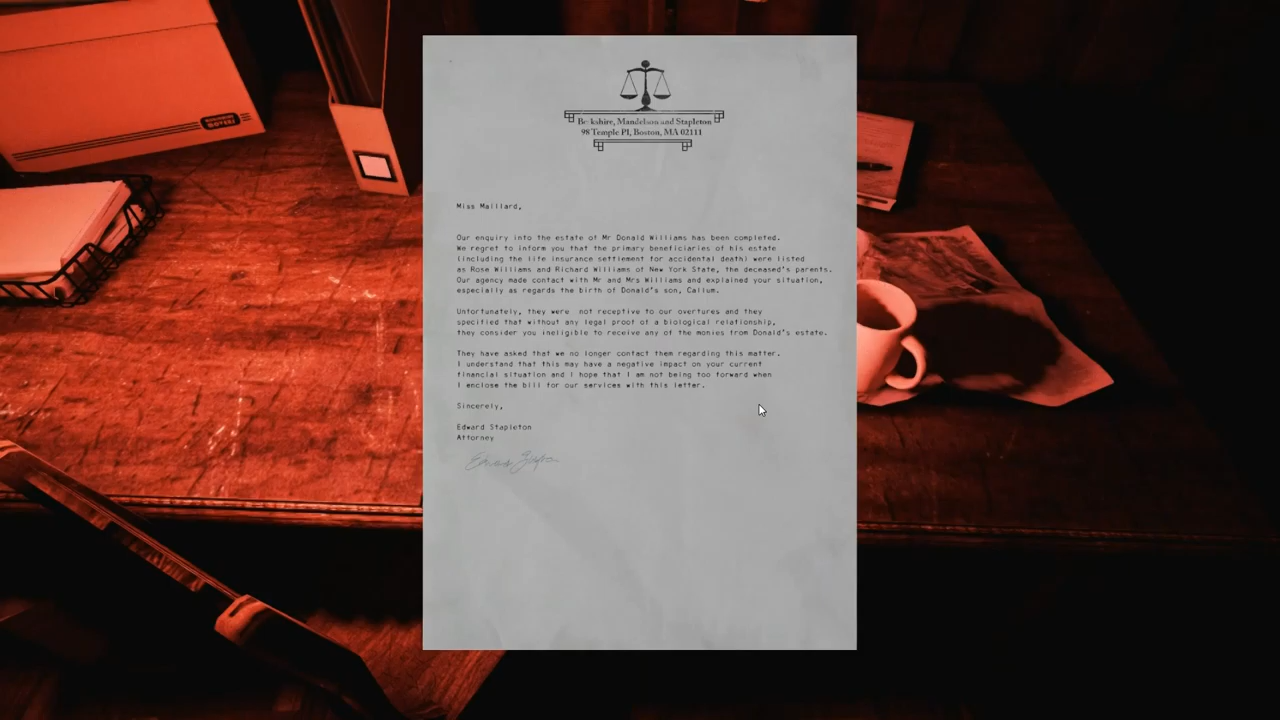 Berkshire, Mandelson and Stapleton
98 Temple Pl, Boston, MA 02111
Miss Maillard,
Our enquiry into the estate of Mr Donald Williams has been completed.
We regret to inform you that the primary beneficiaries of his estate
(including the life insurance settlement for accidental death) were listed
as Rose Williams and Richard Williams of New York State, the deceased's parents.
Our agency made contact with Mr and Mrs Williams and explained your situation,
especially as regards the birth of Donald's son, Callum.
Unfortunately, they were not receptive to our overtures and they
specified that without any legal proof of a biological relationship,
they consider you ineligible to receive any of the monies from Donald's estate.
They have asked that we no longer contact them regarding this matter.
I understand that this may have a negative impact on your current
financial situation and I hope that I am not being too forward when
I enclose the bill for our services with this letter.
Sincerely,
Edward Stapleton
Attorney